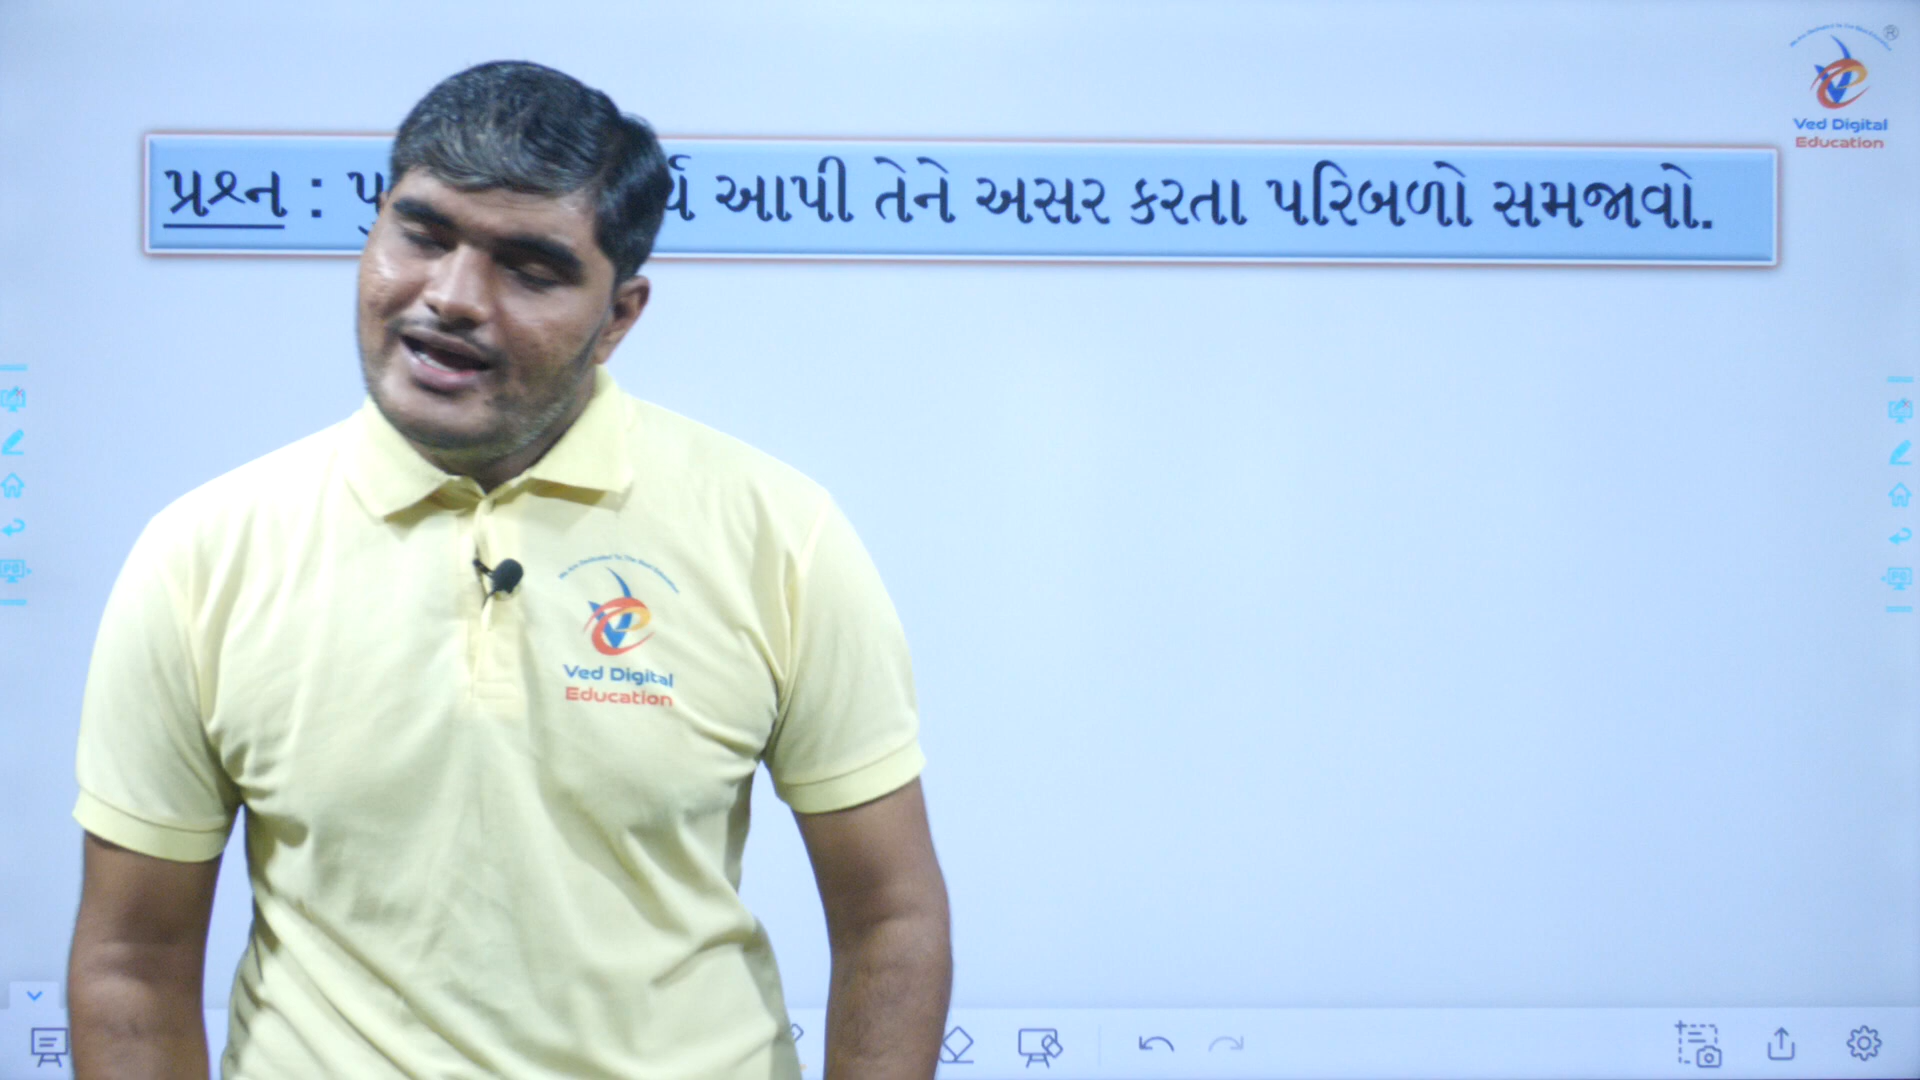 પ્રશ્ન : આપી તેને અસર કરતા પરિબળો સમજાવો.
Ved Digital
Education
Ved Digital
Education